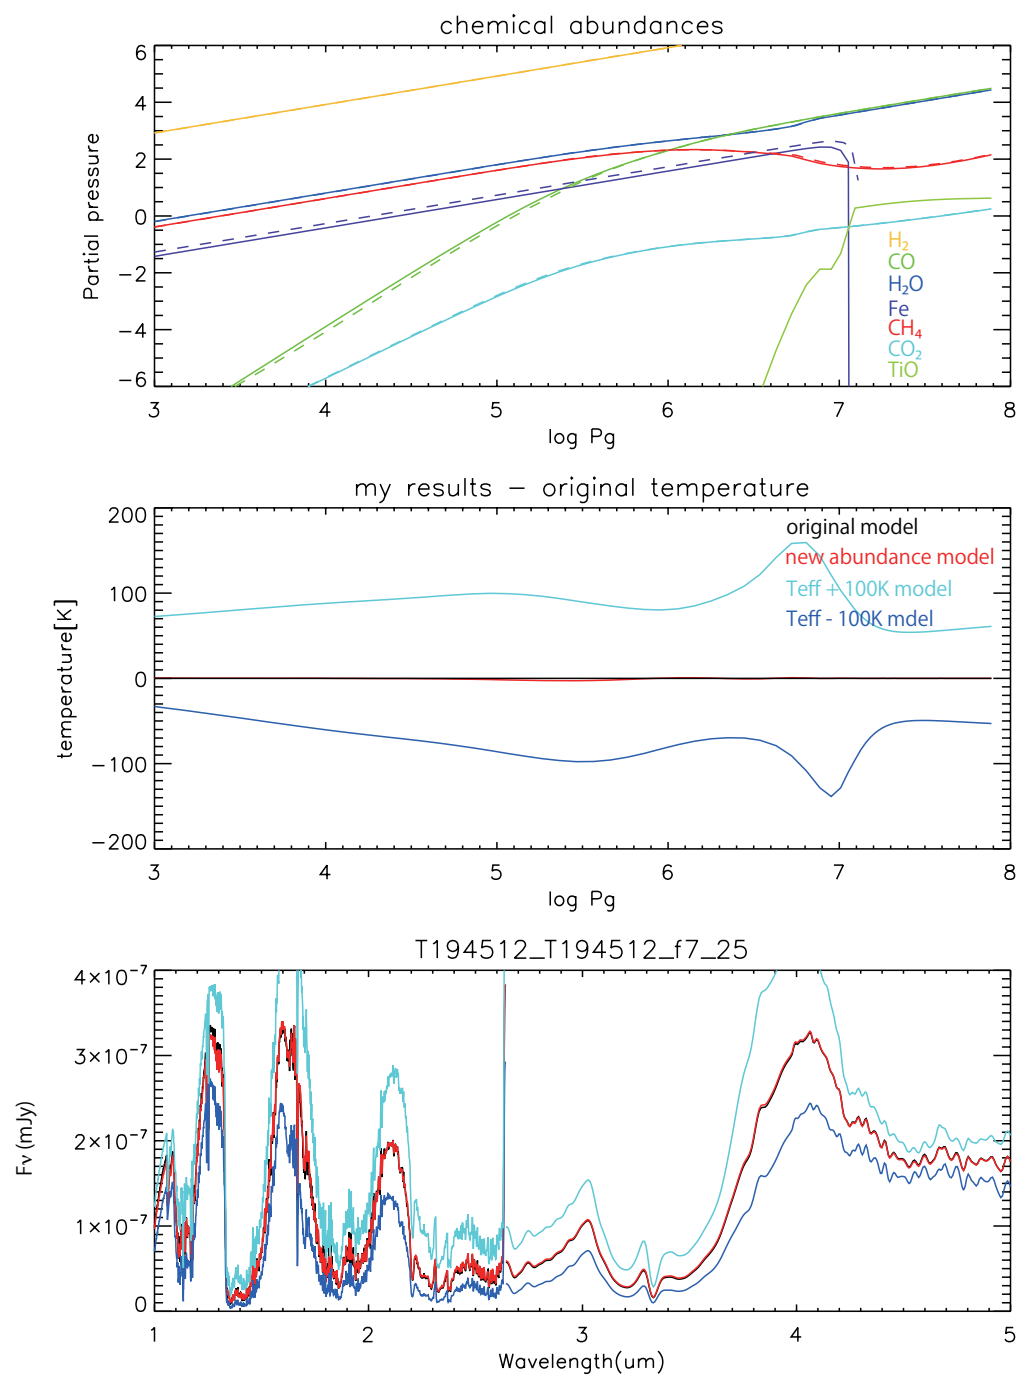 chemical abundances
6
4
2
0
−2
−4
−6
Partial pressure
H₂
CO
H₂O
Fe
CH₄
CO₂
TiO
3 4 5 6 7 8
log Pg
my results − original temperature
200
100
0
−100
−200
temperature[K]
original model
new abundance model
Teff + 100K model
Teff - 100K mdel
3 4 5 6 7 8
log Pg
T194512_T194512_f7_25
4×10⁻⁷
3×10⁻⁷
2×10⁻⁷
1×10⁻⁷
0
Fν (mJy)
1 2 3 4 5
Wavelength(um)